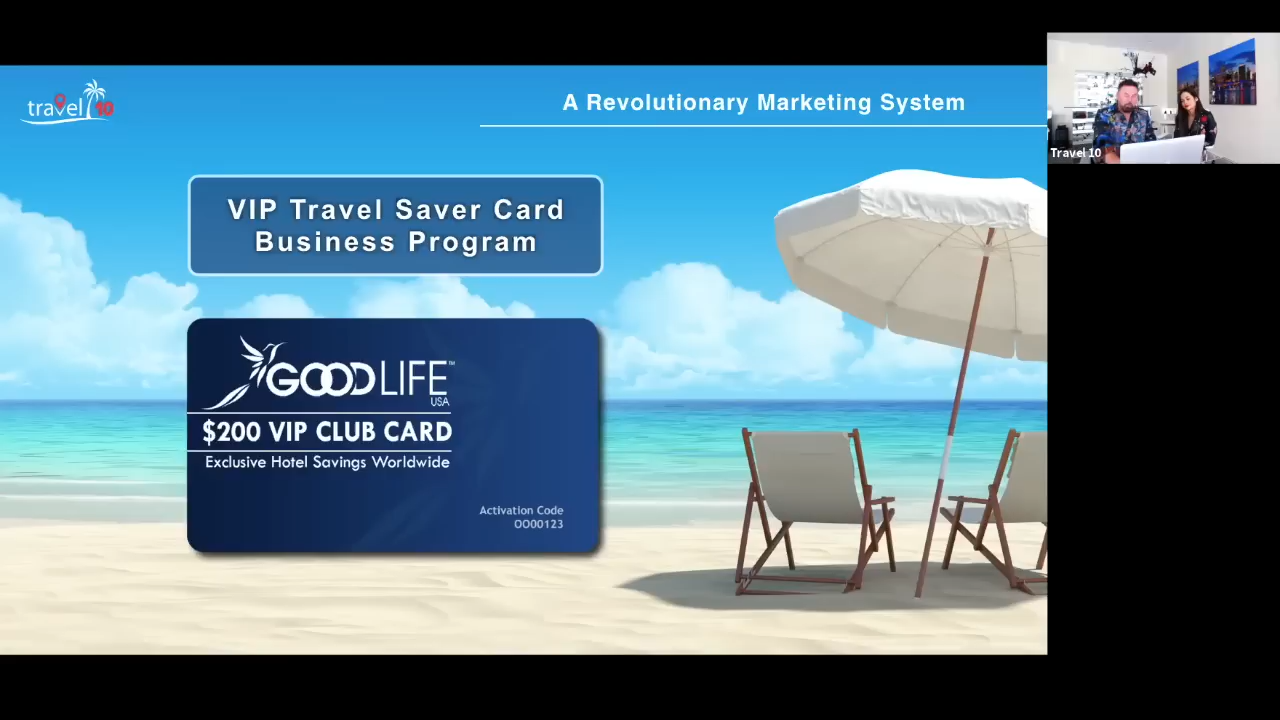 travel 10
A Revolutionary Marketing System
VIP Travel Saver Card
Business Program
GOODLIFE™
USA
$200 VIP CLUB CARD
Exclusive Hotel Savings Worldwide
Activation Code
OO00123
Travel 10